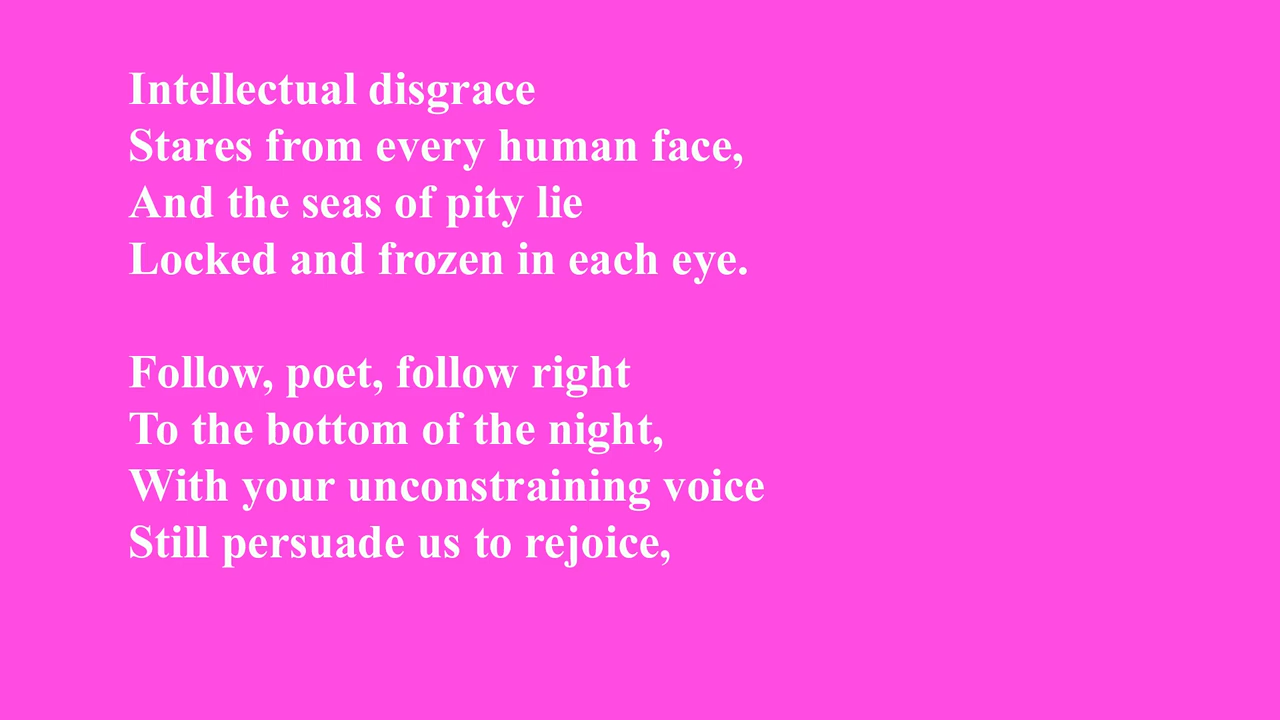 Intellectual disgrace
Stares from every human face,
And the seas of pity lie
Locked and frozen in each eye.

Follow, poet, follow right
To the bottom of the night,
With your unconstraining voice
Still persuade us to rejoice,